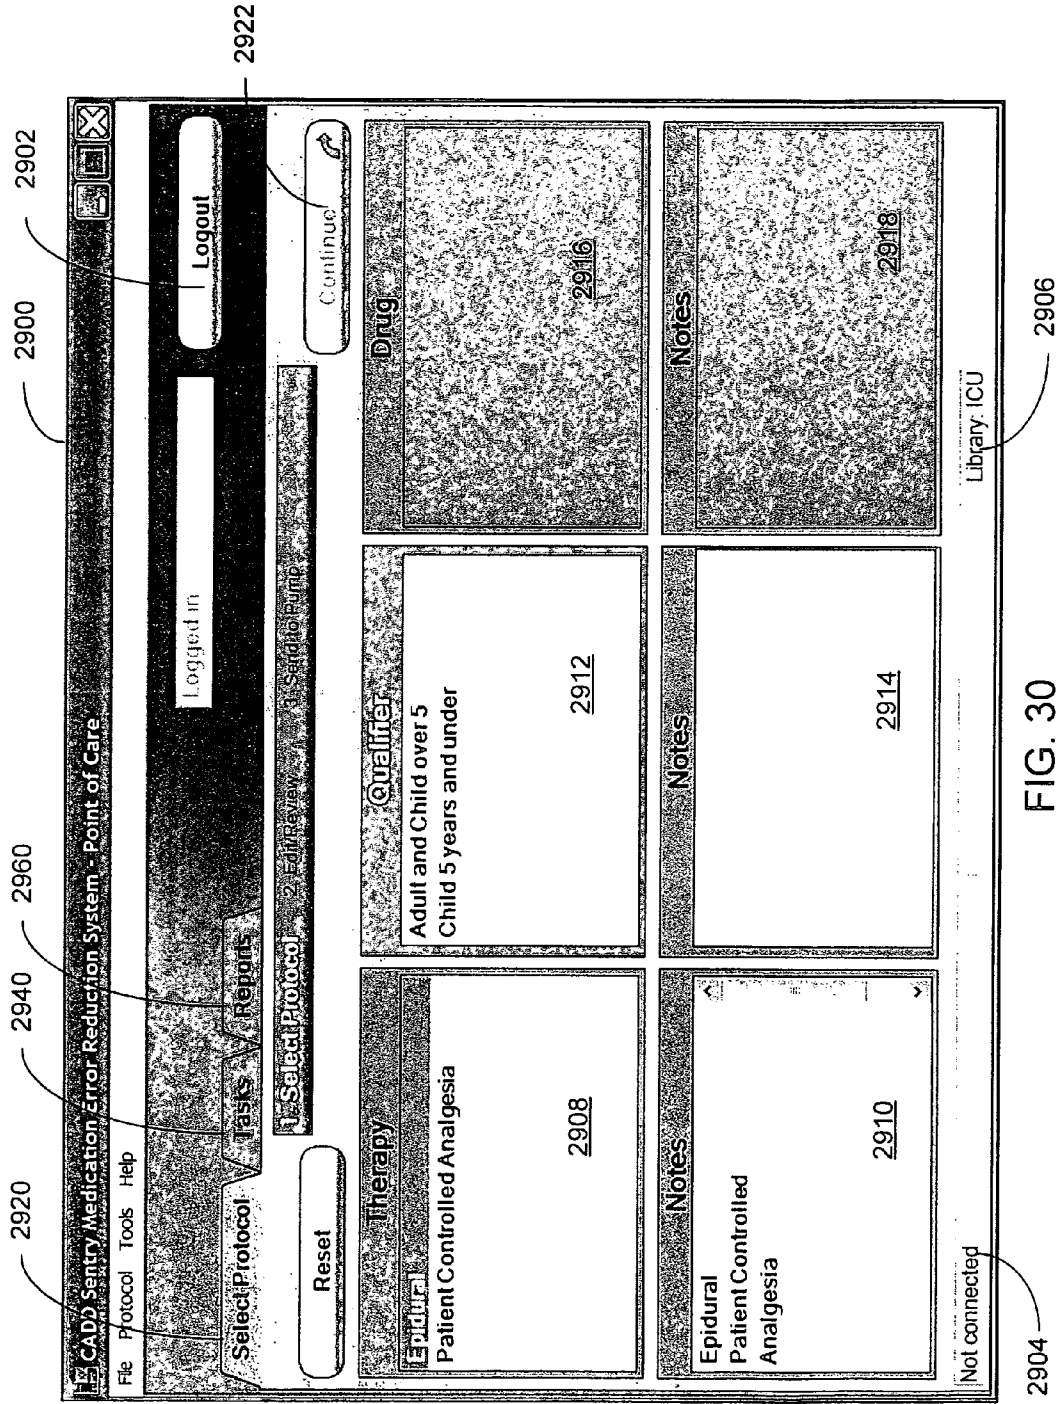 2900
2902
2922
2920
2940
2960
CADD Sentry Medication Error Reduction System - Point of Care
File Protocol Tools Help
Select Protocol
Tasks
Reports
Logged in
Logout
Reset
1. Select Protocol
2. Edit/Review
3. Send to Pump
Continue
Therapy
Epidural
Patient Controlled Analgesia
2908
Qualifier
Adult and Child over 5
Child 5 years and under
2912
Drug
2916
Notes
Epidural
Patient Controlled
Analgesia
2910
Notes
2914
Notes
2918
Not connected
Library: ICU
2904
2906
FIG. 30